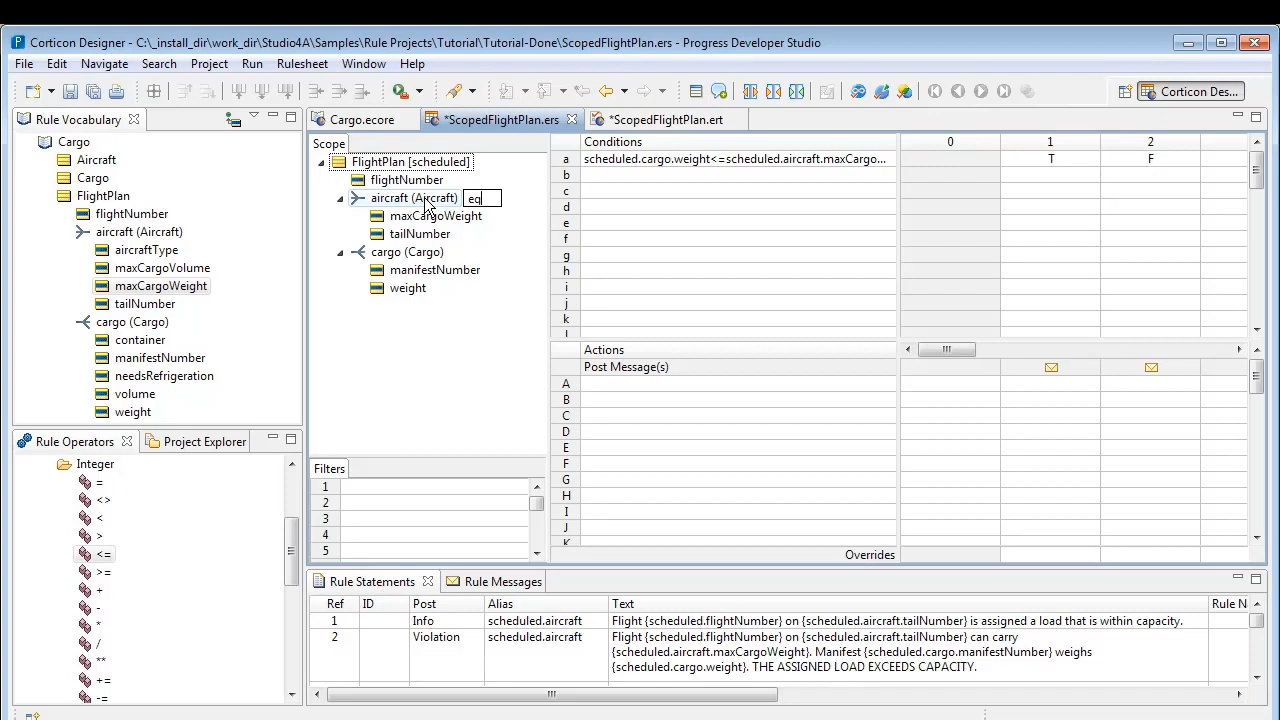 Corticon Designer - C:\_install_dir\work_dir\Studio4A\Samples\Rule Projects\Tutorial\Tutorial-Done\ScopedFlightPlan.ers - Progress Developer Studio
File Edit Navigate Search Project Run Rulesheet Window Help
Corticon Des...
Rule Vocabulary
Cargo
Aircraft
Cargo
FlightPlan
flightNumber
aircraft (Aircraft)
aircraftType
maxCargoVolume
maxCargoWeight
tailNumber
cargo (Cargo)
container
manifestNumber
needsRefrigeration
volume
weight
Rule Operators Project Explorer
Integer
=
<>
<
>
<=
>=
+
-
*
/
**
+=
-=
Cargo.ecore *ScopedFlightPlan.ers *ScopedFlightPlan.ert
Scope
FlightPlan [scheduled]
flightNumber
aircraft (Aircraft) eq
maxCargoWeight
tailNumber
cargo (Cargo)
manifestNumber
weight
Filters
1
2
3
4
5
Conditions 0 1 2
a scheduled.cargo.weight<=scheduled.aircraft.maxCargo... T F
b
c
d
e
f
g
h
i
j
k
l
Actions
Post Message(s)
A
B
C
D
E
F
G
H
I
J
K
Overrides
Rule Statements Rule Messages
Ref ID Post Alias Text Rule N
1 Info scheduled.aircraft Flight {scheduled.flightNumber} on {scheduled.aircraft.tailNumber} is assigned a load that is within capacity.
2 Violation scheduled.aircraft Flight {scheduled.flightNumber} on {scheduled.aircraft.tailNumber} can carry
{scheduled.aircraft.maxCargoWeight}. Manifest {scheduled.cargo.manifestNumber} weighs
{scheduled.cargo.weight}. THE ASSIGNED LOAD EXCEEDS CAPACITY.